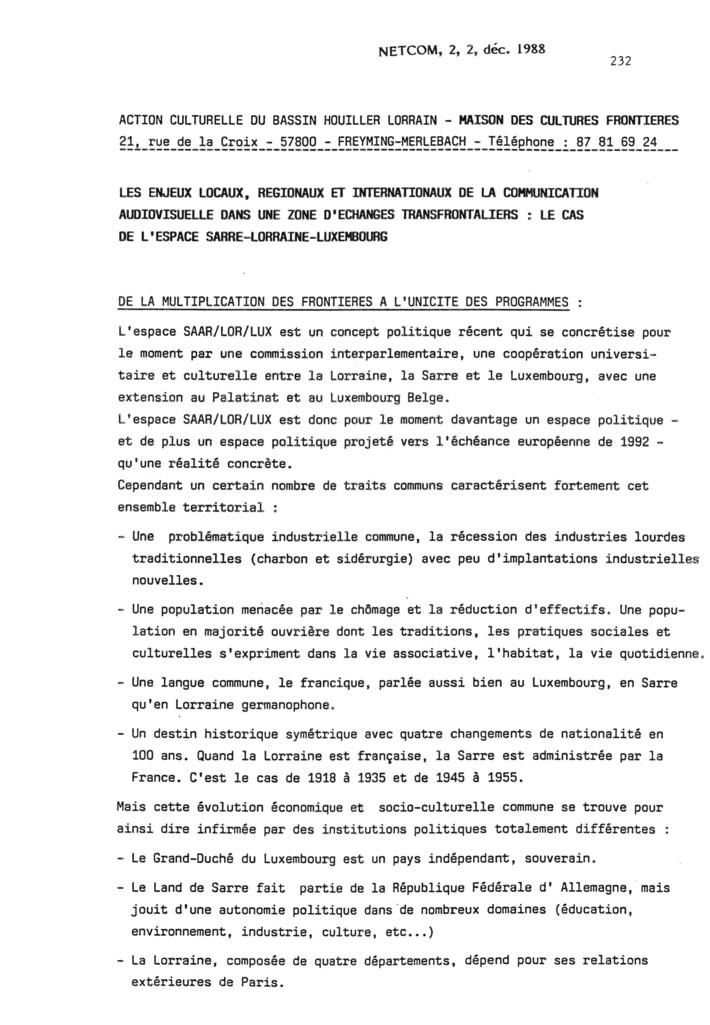 NETCOM, 2, 2, déc. 1988
232
ACTION CULTURELLE DU BASSIN HOUILLER LORRAIN - MAISON DES CULTURES FRONTIERES
21, rue de la Croix - 57800 - FREYMING-MERLEBACH - Téléphone : 87 81 69 24
LES ENJEUX LOCAUX, REGIONAUX ET INTERNATIONAUX DE LA COMMUNICATION
AUDIOVISUELLE DANS UNE ZONE D'ECHANGES TRANSFRONTALIERS : LE CAS
DE L'ESPACE SARRE-LORRAINE-LUXEMBOURG
DE LA MULTIPLICATION DES FRONTIERES A L'UNICITE DES PROGRAMMES :
L'espace SAAR/LOR/LUX est un concept politique récent qui se concrétise pour
le moment par une commission interparlementaire, une coopération universi-
taire et culturelle entre la Lorraine, la Sarre et le Luxembourg, avec une
extension au Palatinat et au Luxembourg Belge.
L'espace SAAR/LOR/LUX est donc pour le moment davantage un espace politique -
et de plus un espace politique projeté vers l'échéance européenne de 1992 -
qu'une réalité concrète.
Cependant un certain nombre de traits communs caractérisent fortement cet
ensemble territorial :
- Une problématique industrielle commune, la récession des industries lourdes
traditionnelles (charbon et sidérurgie) avec peu d'implantations industrielles
nouvelles.
- Une population menacée par le chômage et la réduction d'effectifs. Une popu-
lation en majorité ouvrière dont les traditions, les pratiques sociales et
culturelles s'expriment dans la vie associative, l'habitat, la vie quotidienne.
- Une langue commune, le francique, parlée aussi bien au Luxembourg, en Sarre
qu'en Lorraine germanophone.
- Un destin historique symétrique avec quatre changements de nationalité en
100 ans. Quand la Lorraine est française, la Sarre est administrée par la
France. C'est le cas de 1918 à 1935 et de 1945 à 1955.
Mais cette évolution économique et socio-culturelle commune se trouve pour
ainsi dire infirmée par des institutions politiques totalement différentes :
- Le Grand-Duché du Luxembourg est un pays indépendant, souverain.
- Le Land de Sarre fait partie de la République Fédérale d' Allemagne, mais
jouit d'une autonomie politique dans de nombreux domaines (éducation,
environnement, industrie, culture, etc...)
- La Lorraine, composée de quatre départements, dépend pour ses relations
extérieures de Paris.